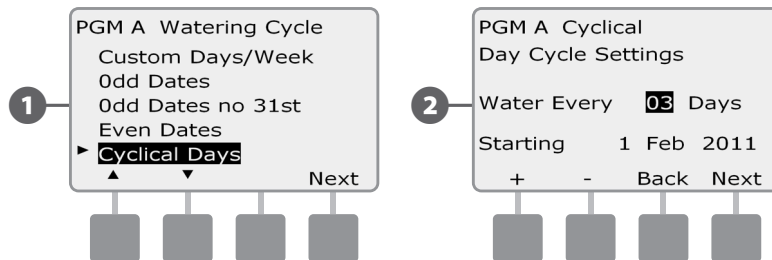 1
PGM A Watering Cycle
Custom Days/Week
0dd Dates
0dd Dates no 31st
Even Dates
► Cyclical Days
▲ ▼ Next
2
PGM A Cyclical
Day Cycle Settings
Water Every 03 Days
Starting 1 Feb 2011
+ - Back Next